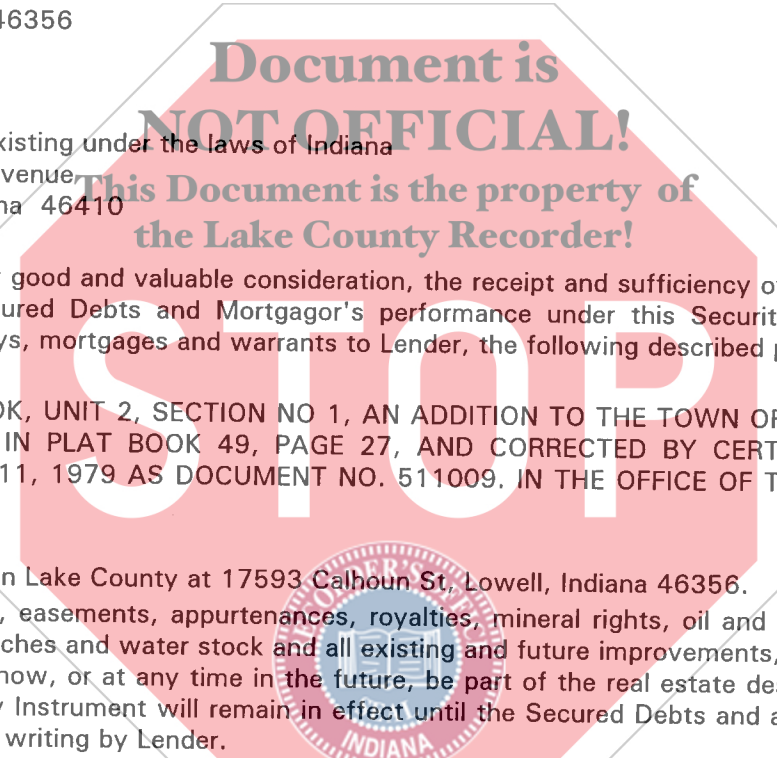 46356
Document is
NOT OFFICIAL!
xisting under the laws of Indiana
venue
This Document is the property of
na 46410
the Lake County Recorder!
good and valuable consideration, the receipt and sufficiency o
ured Debts and Mortgagor's performance under this Securit
ys, mortgages and warrants to Lender, the following described p
STOP
OK, UNIT 2, SECTION NO 1, AN ADDITION TO THE TOWN OF
IN PLAT BOOK 49, PAGE 27, AND CORRECTED BY CERT
11, 1979 AS DOCUMENT NO. 511009. IN THE OFFICE OF T
n Lake County at 17593 Calhoun St, Lowell, Indiana 46356.
, easements, appurtenances, royalties, mineral rights, oil and
ches and water stock and all existing and future improvements,
now, or at any time in the future, be part of the real estate de
y Instrument will remain in effect until the Secured Debts and a
writing by Lender.
INDIANA